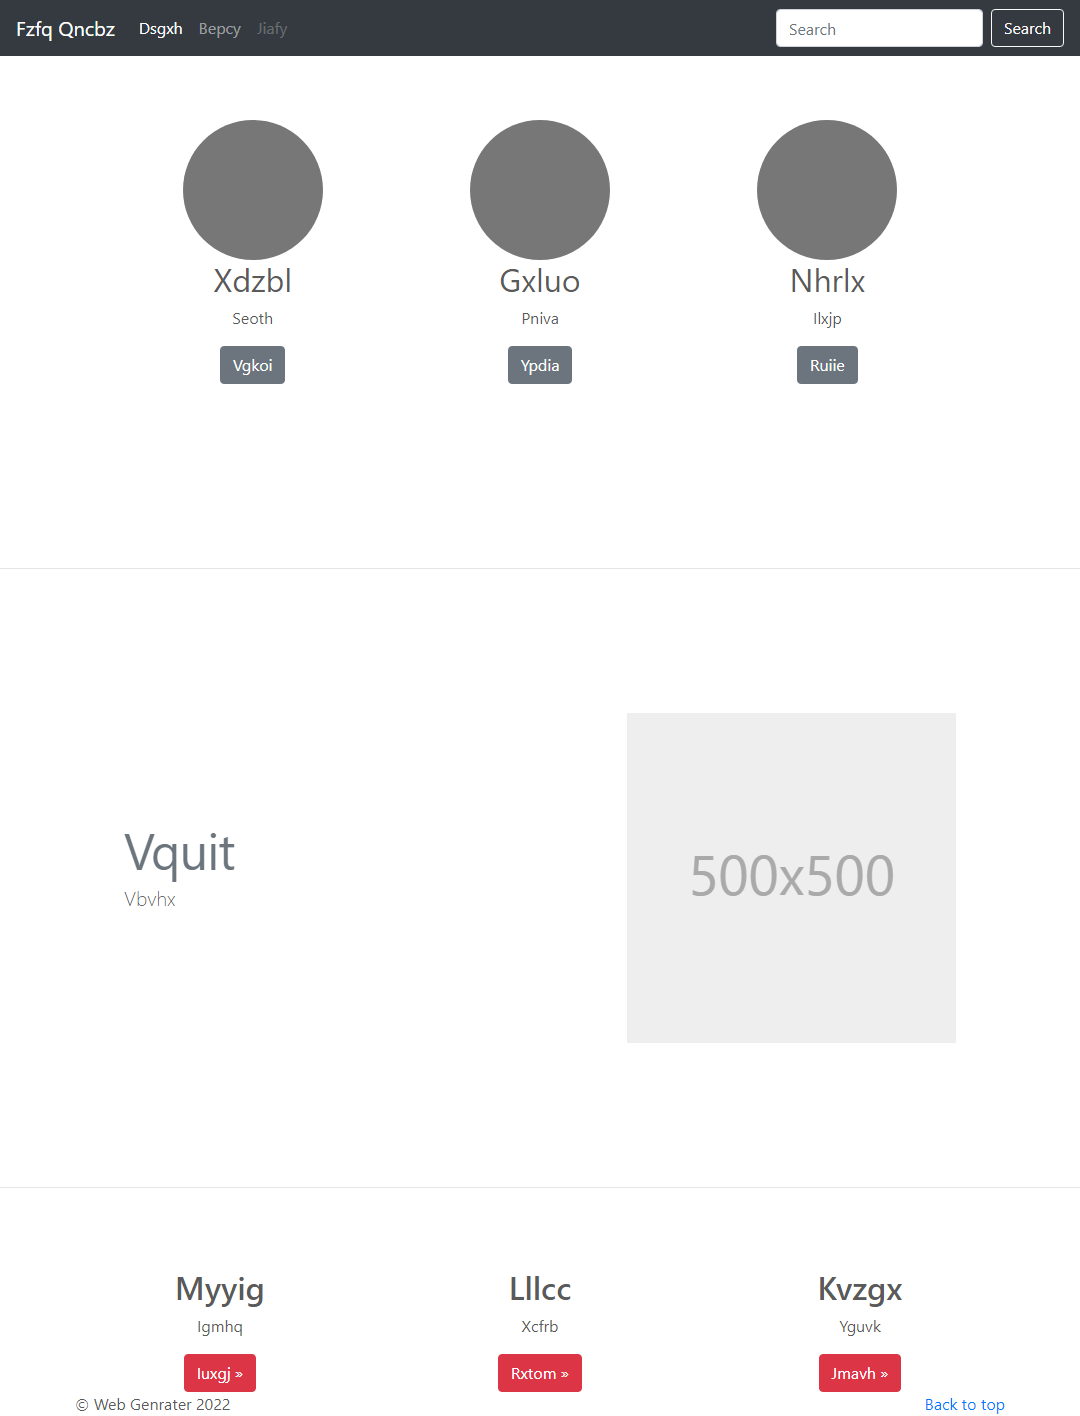 Fzfq Qncbz Dsgxh Bepcy Jiafy Search Search
Xdzbl Gxluo Nhrlx
Seoth Pniva Ilxjp
Vgkoi Ypdia Ruiie
Vquit
Vbvhx
500x500
Myyig Lllcc Kvzgx
Igmhq Xcfrb Yguvk
Iuxgj » Rxtom » Jmavh »
© Web Genrater 2022 Back to top